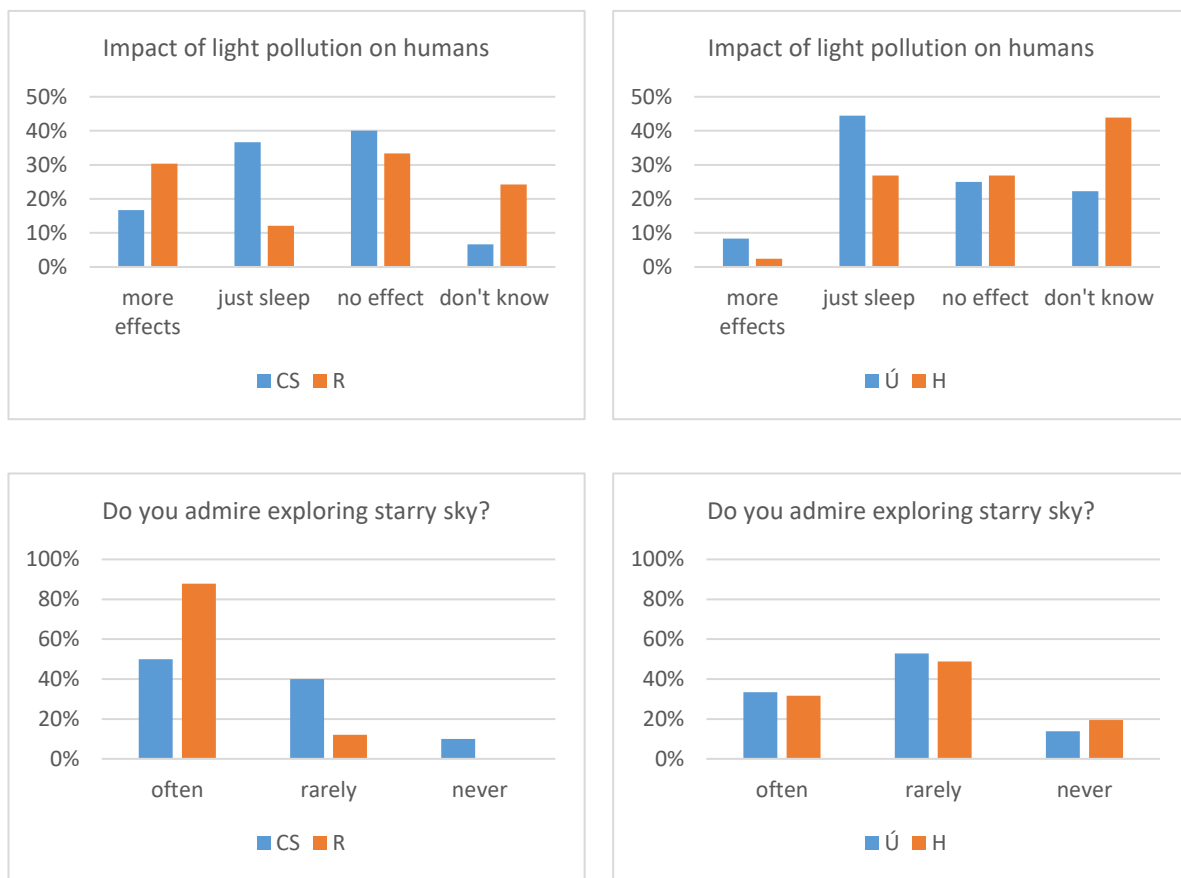 Impact of light pollution on humans
50%
40%
30%
20%
10%
0%
more effects
just sleep
no effect
don't know
CS R
Impact of light pollution on humans
50%
40%
30%
20%
10%
0%
more effects
just sleep
no effect
don't know
Ú H
Do you admire exploring starry sky?
100%
80%
60%
40%
20%
0%
often rarely never
CS R
Do you admire exploring starry sky?
100%
80%
60%
40%
20%
0%
often rarely never
Ú H